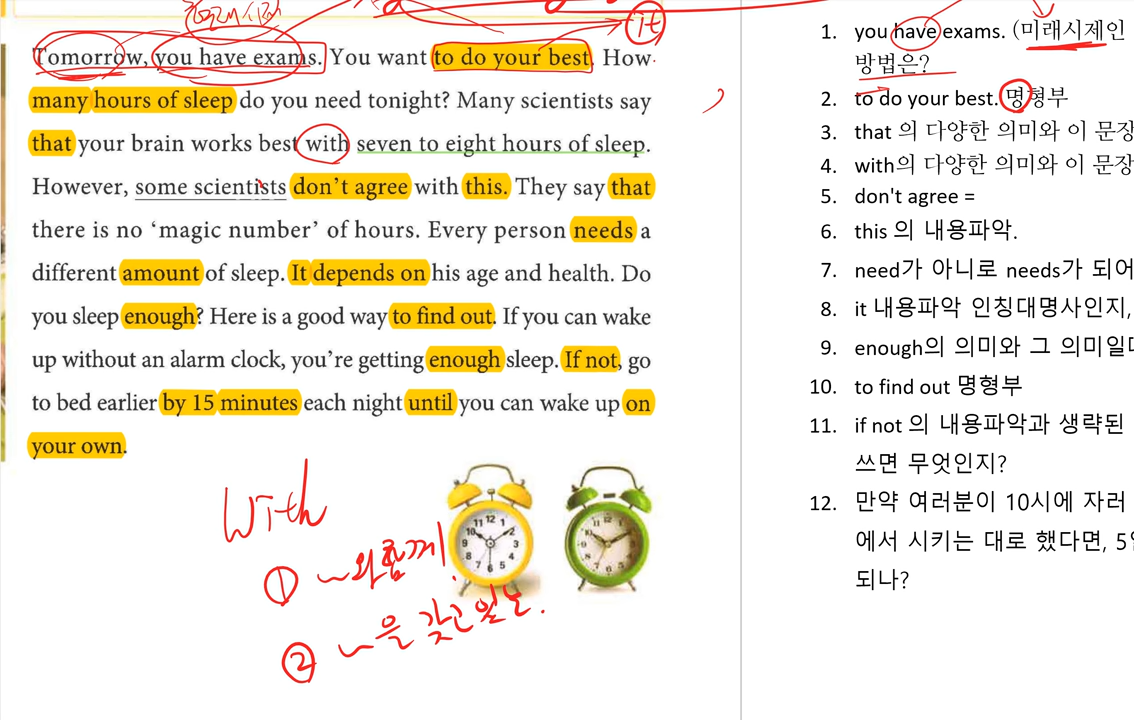 it
Tomorrow, you have exams. You want to do your best. How
many hours of sleep do you need tonight? Many scientists say
that your brain works best with seven to eight hours of sleep.
However, some scientists don't agree with this. They say that
there is no ‘magic number’ of hours. Every person needs a
different amount of sleep. It depends on his age and health. Do
you sleep enough? Here is a good way to find out. If you can wake
up without an alarm clock, you're getting enough sleep. If not, go
to bed earlier by 15 minutes each night until you can wake up on
your own.
with
① ~와 함께.
② ~을 갖고
1. you have exams. (미래시제인
방법은?
2. to do your best. 명형부
3. that 의 다양한 의미와 이 문장
4. with의 다양한 의미와 이 문장
5. don't agree =
6. this 의 내용파악.
7. need가 아니로 needs가 되어
8. it 내용파악 인칭대명사인지,
9. enough의 의미와 그 의미일
10. to find out 명형부
11. if not 의 내용파악과 생략된
쓰면 무엇인지?
12. 만약 여러분이 10시에 자러
에서 시키는 대로 했다면, 5
되나?